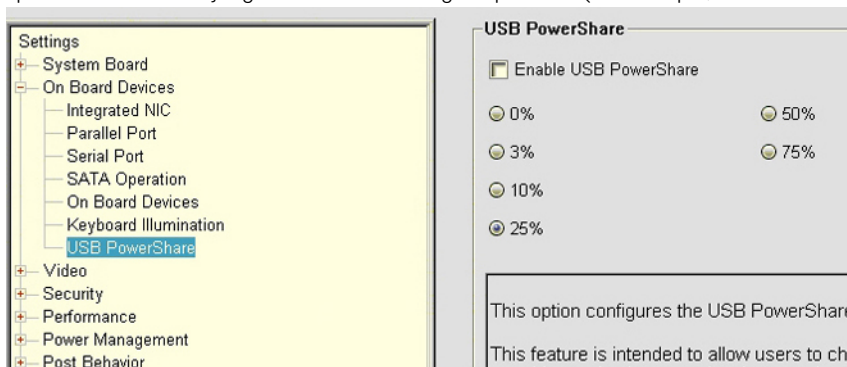 Settings
System Board
On Board Devices
Integrated NIC
Parallel Port
Serial Port
SATA Operation
On Board Devices
Keyboard Illumination
USB PowerShare
Video
Security
Performance
Power Management
Post Behavior
USB PowerShare
Enable USB PowerShare
0%
50%
3%
75%
10%
25%
This option configures the USB PowerShare
This feature is intended to allow users to ch